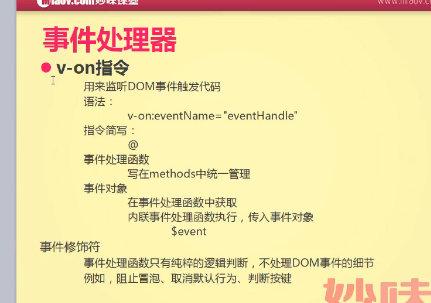 miaov.com妙味课堂
事件处理器
v-on指令
用来监听DOM事件触发代码
语法：
v-on:eventName="eventHandle"
指令简写：
@
事件处理函数
写在methods中统一管理
事件对象
在事件处理函数中获取
内联事件处理函数执行，传入事件对象
$event
事件修饰符
事件处理函数只有纯粹的逻辑判断，不处理DOM事件的细节
例如，阻止冒泡、取消默认行为、判断按键
妙味